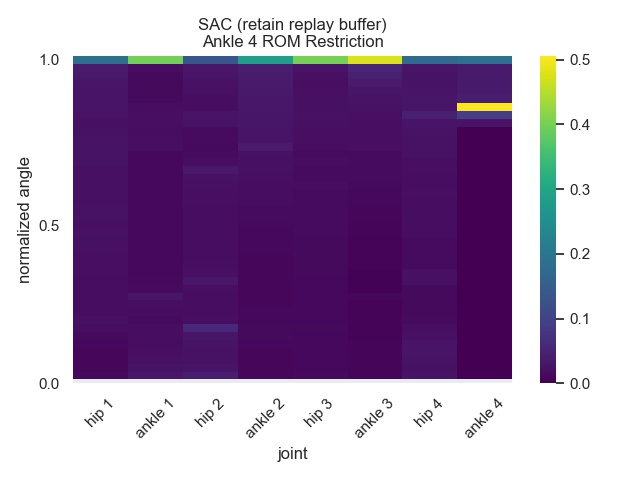 SAC (retain replay buffer)
Ankle 4 ROM Restriction
normalized angle
1.0
0.5
0.0
hip 1
ankle 1
hip 2
ankle 2
hip 3
ankle 3
hip 4
ankle 4
joint
0.5
0.4
0.3
0.2
0.1
0.0